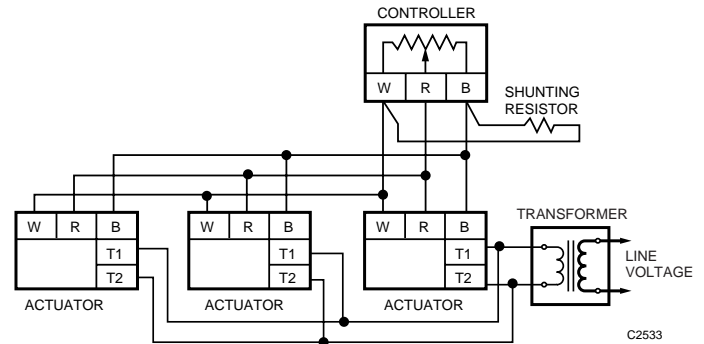 CONTROLLER
W R B
SHUNTING
RESISTOR
W R B
T1
T2
ACTUATOR
W R B
T1
T2
ACTUATOR
W R B
T1
T2
ACTUATOR
TRANSFORMER
LINE
VOLTAGE
C2533